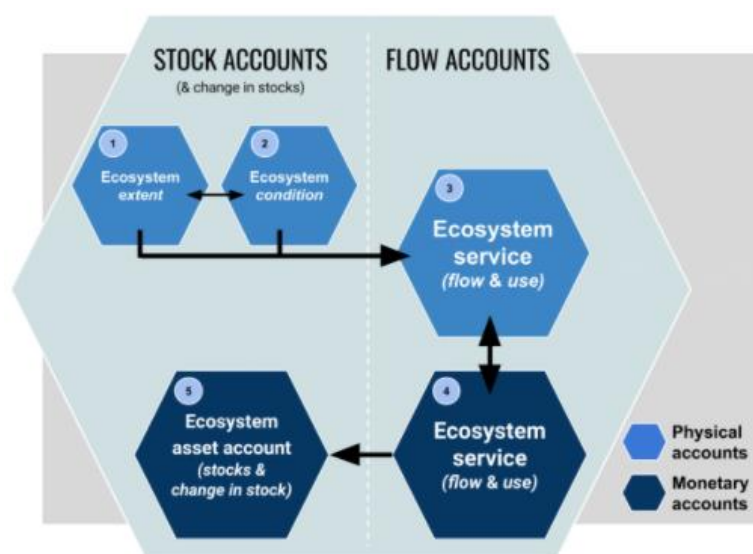 STOCK ACCOUNTS
(& change in stocks)
FLOW ACCOUNTS
1
Ecosystem
extent
2
Ecosystem
condition
3
Ecosystem
service
(flow & use)
5
Ecosystem
asset account
(stocks &
change in stock)
4
Ecosystem
service
(flow & use)
Physical
accounts
Monetary
accounts